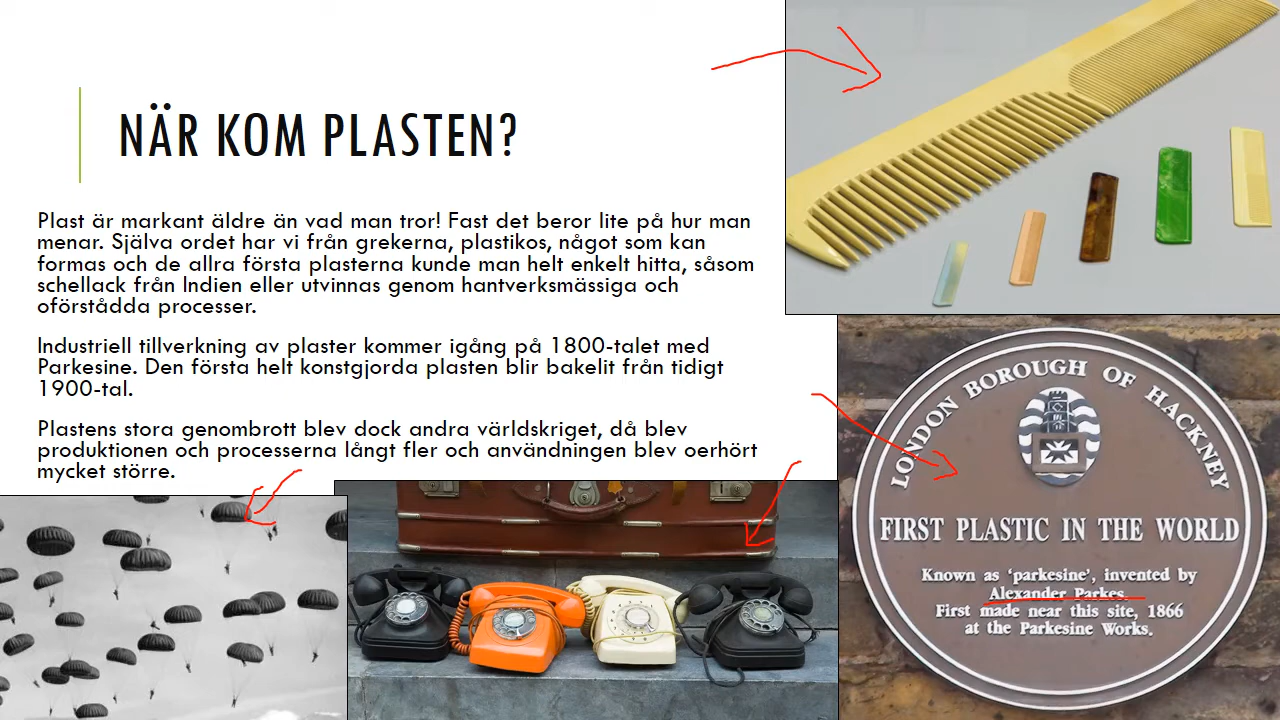 NÄR KOM PLASTEN?
Plast är markant äldre än vad man tror! Fast det beror lite på hur man
menar. Själva ordet har vi från grekerna, plastikos, något som kan
formas och de allra första plasterna kunde man helt enkelt hitta, såsom
schellack från Indien eller utvinnas genom hantverksmässiga och
oförstådda processer.
Industriell tillverkning av plaster kommer igång på 1800-talet med
Parkesine. Den första helt konstgjorda plasten blir bakelit från tidigt
1900-tal.
Plastens stora genombrott blev dock andra världskriget, då blev
produktionen och processerna långt fler och användningen blev oerhört
mycket större.
LONDON BOROUGH OF HACKNEY
FIRST PLASTIC IN THE WORLD
Known as ‘parkesine’, invented by
Alexander Parkes.
First made near this site, 1866
at the Parkesine Works.